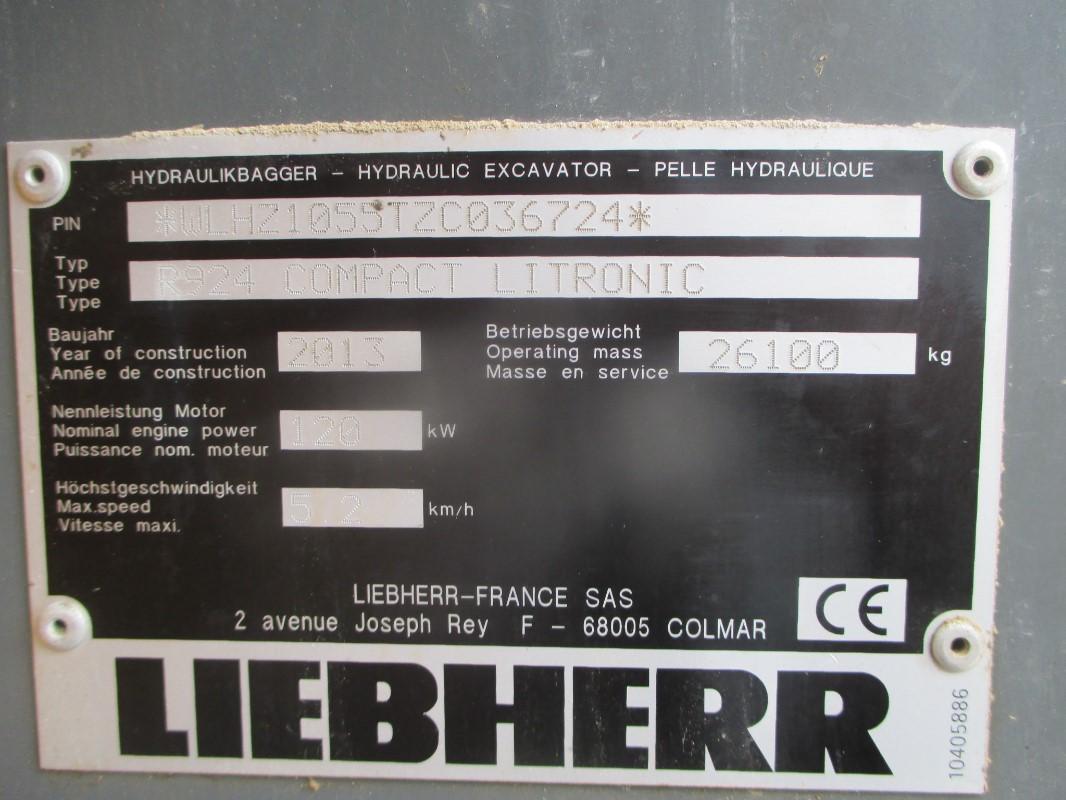 HYDRAULIKBAGGER – HYDRAULIC EXCAVATOR – PELLE HYDRAULIQUE
PIN *WLHZ1055TZC036724*
Typ
Type R924 COMPACT LITRONIC
Type
Baujahr
Year of construction 2013
Année de construction
Betriebsgewicht
Operating mass 26100 kg
Masse en service
Nennleistung Motor
Nominal engine power 120 kW
Puissance nom. moteur
Höchstgeschwindigkeit
Max.speed 5.2 km/h
Vitesse maxi.
LIEBHERR–FRANCE SAS
2 avenue Joseph Rey F – 68005 COLMAR
CE
LIEBHERR
10405886